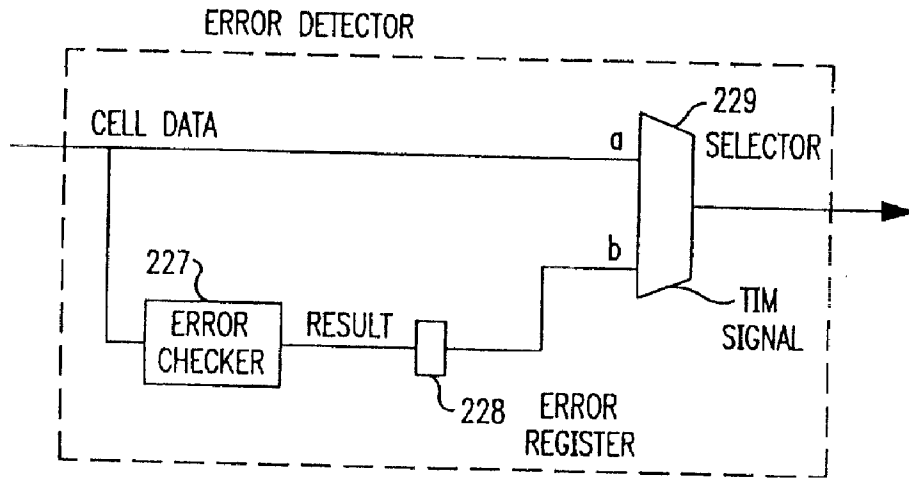 ERROR DETECTOR
CELL DATA
a
229
SELECTOR
b
227
ERROR
CHECKER
RESULT
228
ERROR
REGISTER
TIM
SIGNAL